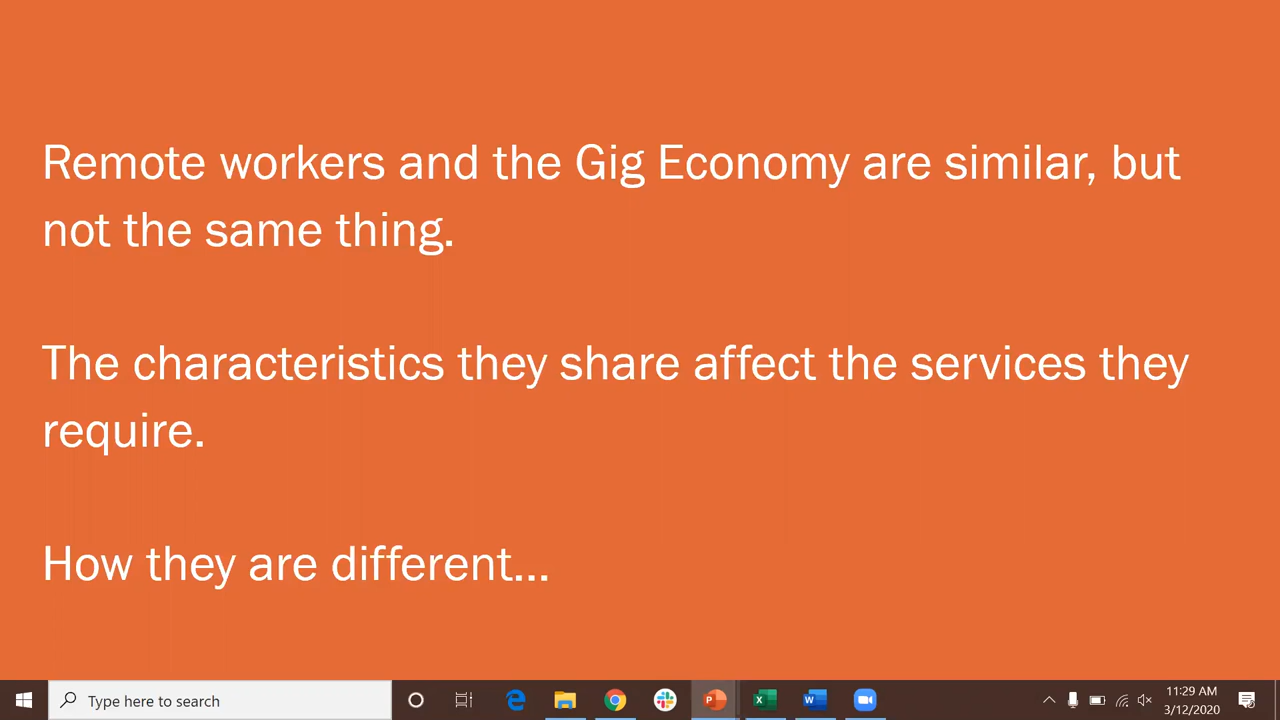 Remote workers and the Gig Economy are similar, but
not the same thing.
The characteristics they share affect the services they
require.
How they are different...
Type here to search
11:29 AM
3/12/2020